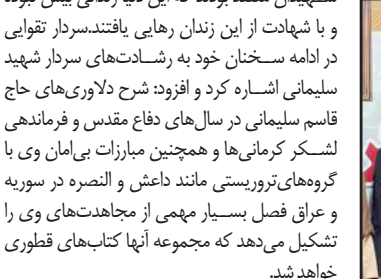 و با شهادت از این زندان رهایی یافتند.سردار تقوایی
در ادامه سـخنان خود به رشـادت‌های سردار شهید
سلیمانی اشـاره کرد و افزود: شرح دلاوری‌های حاج
قاسم سلیمانی در سال‌های دفاع مقدس و فرماندهی
لشـکر کرمانی‌ها و همچنین مبارزات بی‌امان وی با
گروه‌های‌تروریستی مانند داعش و النصره در سوریه
و عراق فصل بسـیار مهمی از مجاهدت‌های وی را
تشکیل می‌دهد که مجموعه آنها کتاب‌های قطوری
خواهد شد.